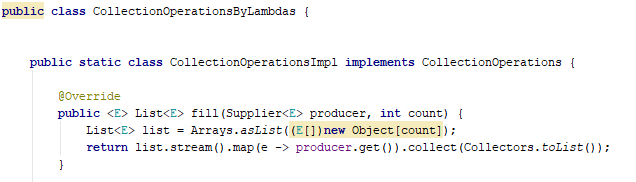 public class CollectionOperationsByLambdas {
public static class CollectionOperationsImpl implements CollectionOperations {
@Override
public <E> List<E> fill(Supplier<E> producer, int count) {
List<E> list = Arrays.asList((E[])new Object[count]);
return list.stream().map(e -> producer.get()).collect(Collectors.toList());
}